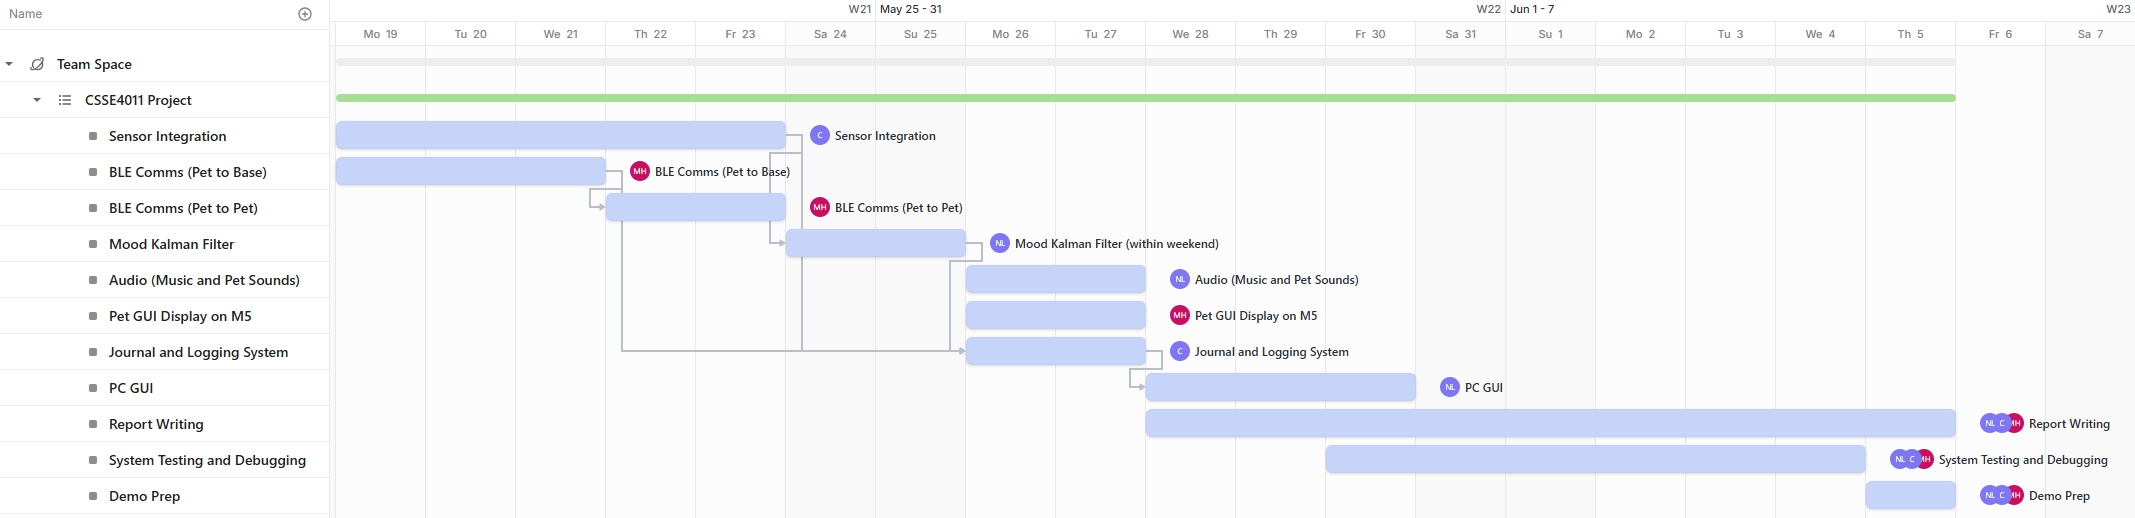 Name
W21 May 25 - 31 W22 Jun 1 - 7 W23
Mo 19 Tu 20 We 21 Th 22 Fr 23 Sa 24 Su 25 Mo 26 Tu 27 We 28 Th 29 Fr 30 Sa 31 Su 1 Mo 2 Tu 3 We 4 Th 5 Fr 6 Sa 7
Team Space
CSSE4011 Project
Sensor Integration C Sensor Integration
BLE Comms (Pet to Base) MH BLE Comms (Pet to Base)
BLE Comms (Pet to Pet) MH BLE Comms (Pet to Pet)
Mood Kalman Filter NL Mood Kalman Filter (within weekend)
Audio (Music and Pet Sounds) NL Audio (Music and Pet Sounds)
Pet GUI Display on M5 MH Pet GUI Display on M5
Journal and Logging System C Journal and Logging System
PC GUI NL PC GUI
Report Writing NL C MH Report Writing
System Testing and Debugging NL C MH System Testing and Debugging
Demo Prep NL C MH Demo Prep